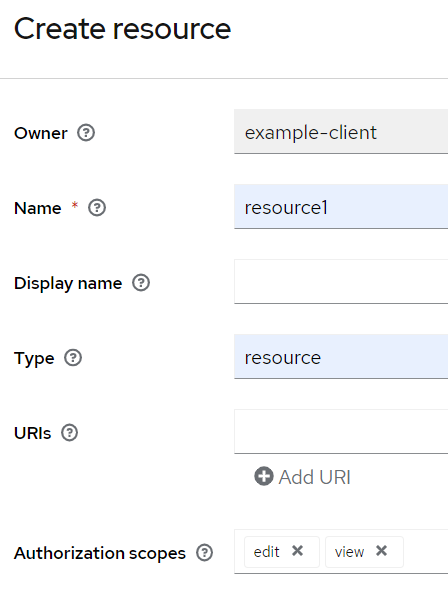 Create resource
Owner ?
example-client
Name * ?
resource1
Display name ?
Type ?
resource
URIs ?
Add URI
Authorization scopes ?
edit ×
view ×